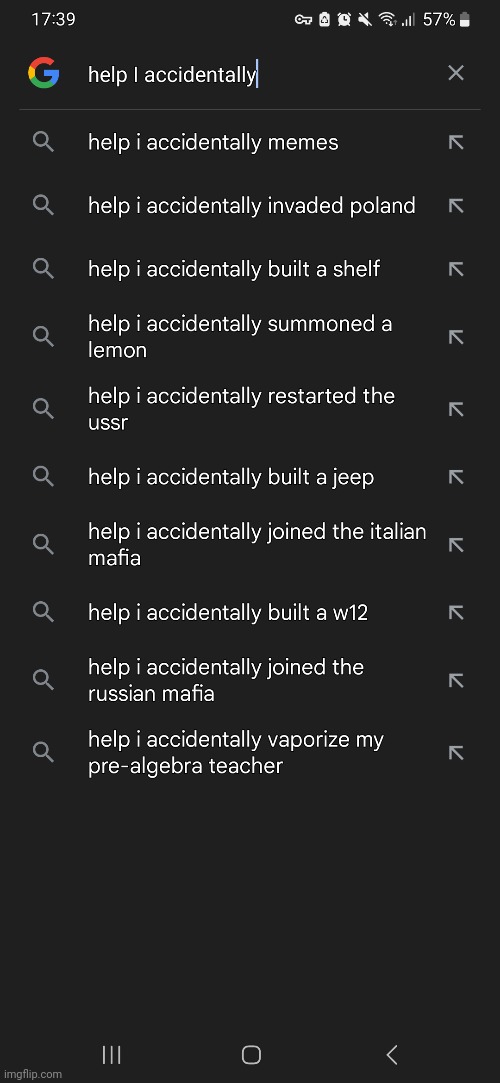 17:39
57%
help I accidentally
help i accidentally memes
help i accidentally invaded poland
help i accidentally built a shelf
help i accidentally summoned a
lemon
help i accidentally restarted the
ussr
help i accidentally built a jeep
help i accidentally joined the italian
mafia
help i accidentally built a w12
help i accidentally joined the
russian mafia
help i accidentally vaporize my
pre-algebra teacher
imgflip.com